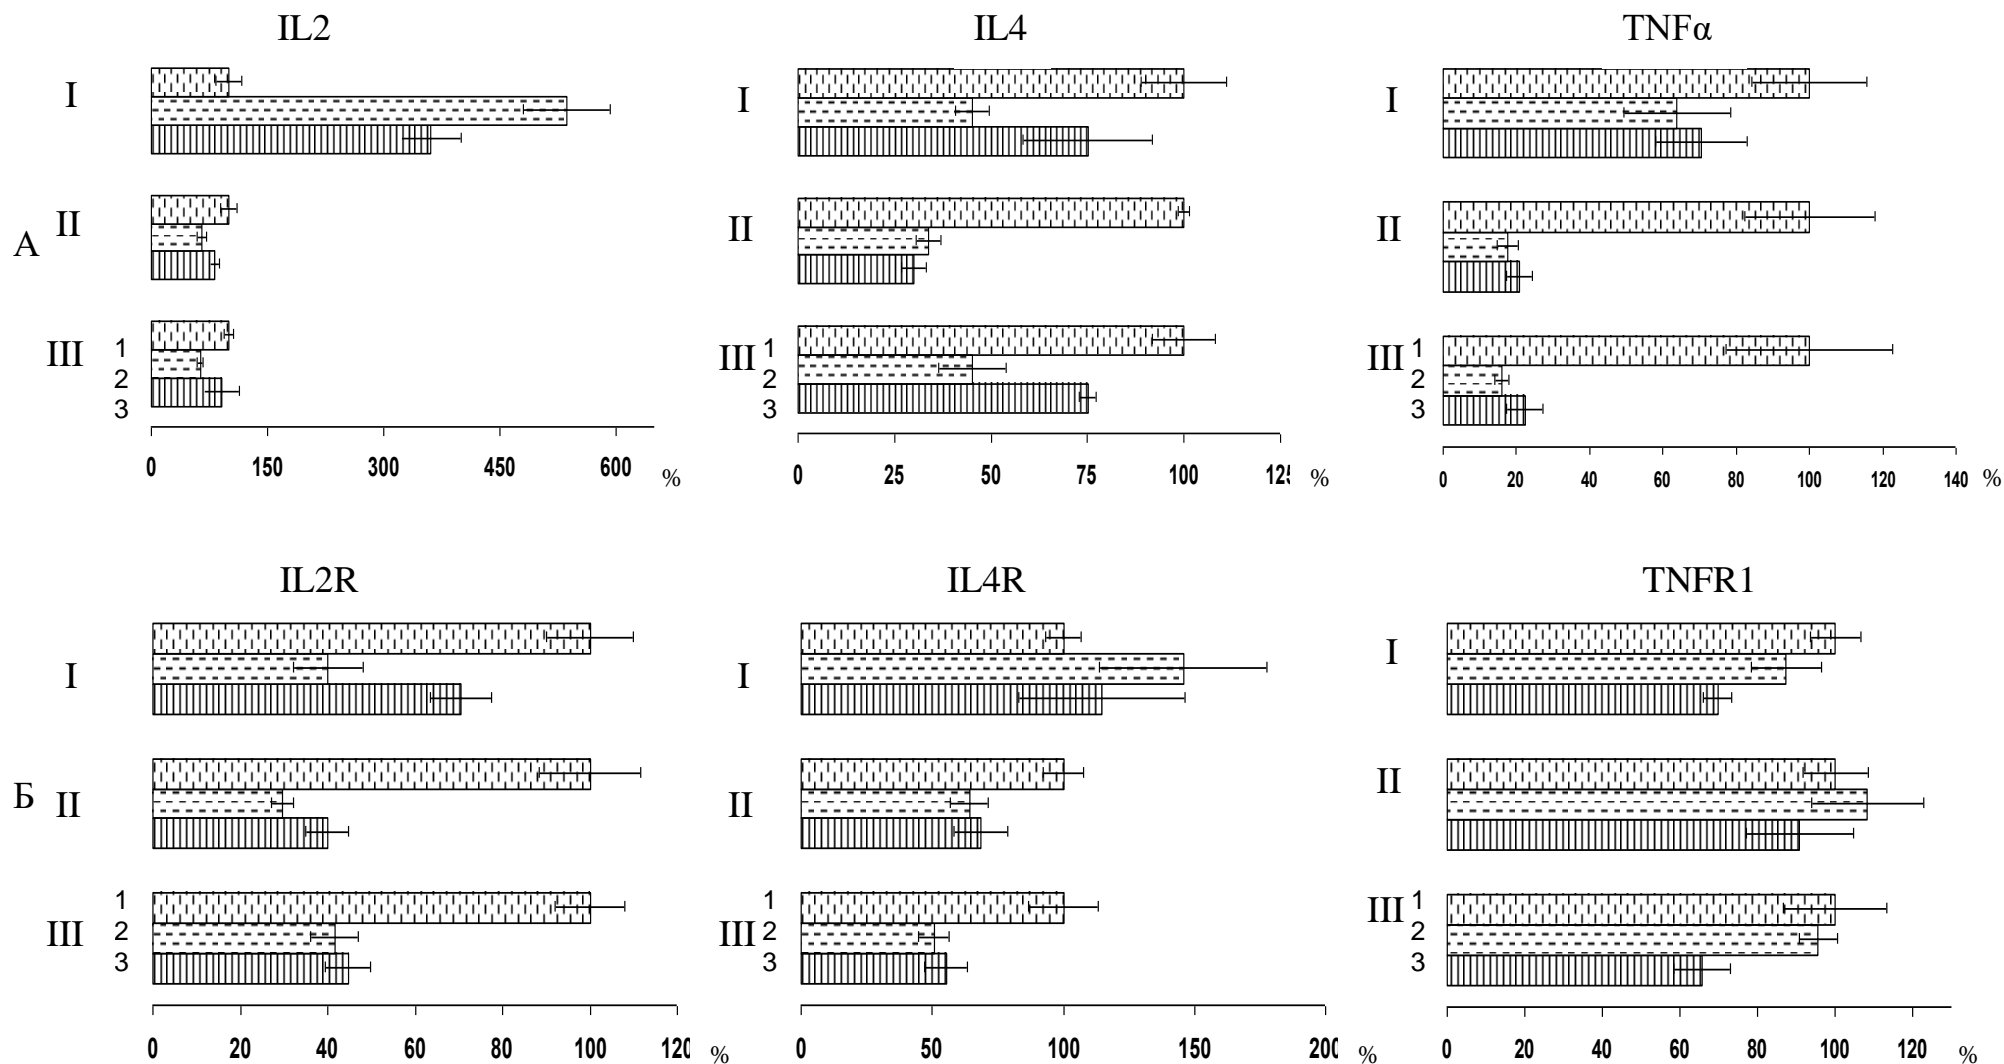 IL2 IL4 TNFα
I I I
А II II II
III 1 III 1 III 1
2 2 2
3 3 3
0 150 300 450 600 % 0 25 50 75 100 % 0 20 40 60 80 100 120 140 %
IL2R IL4R TNFR1
I I I
Б II II II
III 1 III 1 III 1
2 2 2
3 3 3
0 20 40 60 80 100 % 0 50 100 150 200 % 0 20 40 60 80 100 120 %